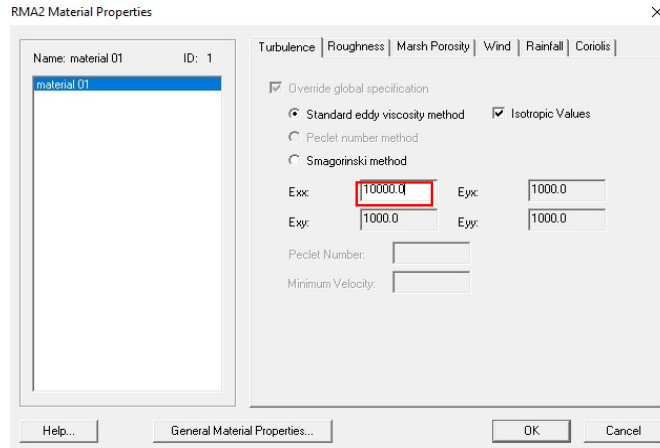 RMA2 Material Properties
Name: material 01 ID: 1
material 01
Turbulence Roughness Marsh Porosity Wind Rainfall Coriolis
Override global specification
Standard eddy viscosity method Isotropic Values
Peclet number method
Smagorinski method
Exx: 10000.0 Eyx: 1000.0
Exy: 1000.0 Eyy: 1000.0
Peclet Number:
Minimum Velocity:
Help... General Material Properties... OK Cancel